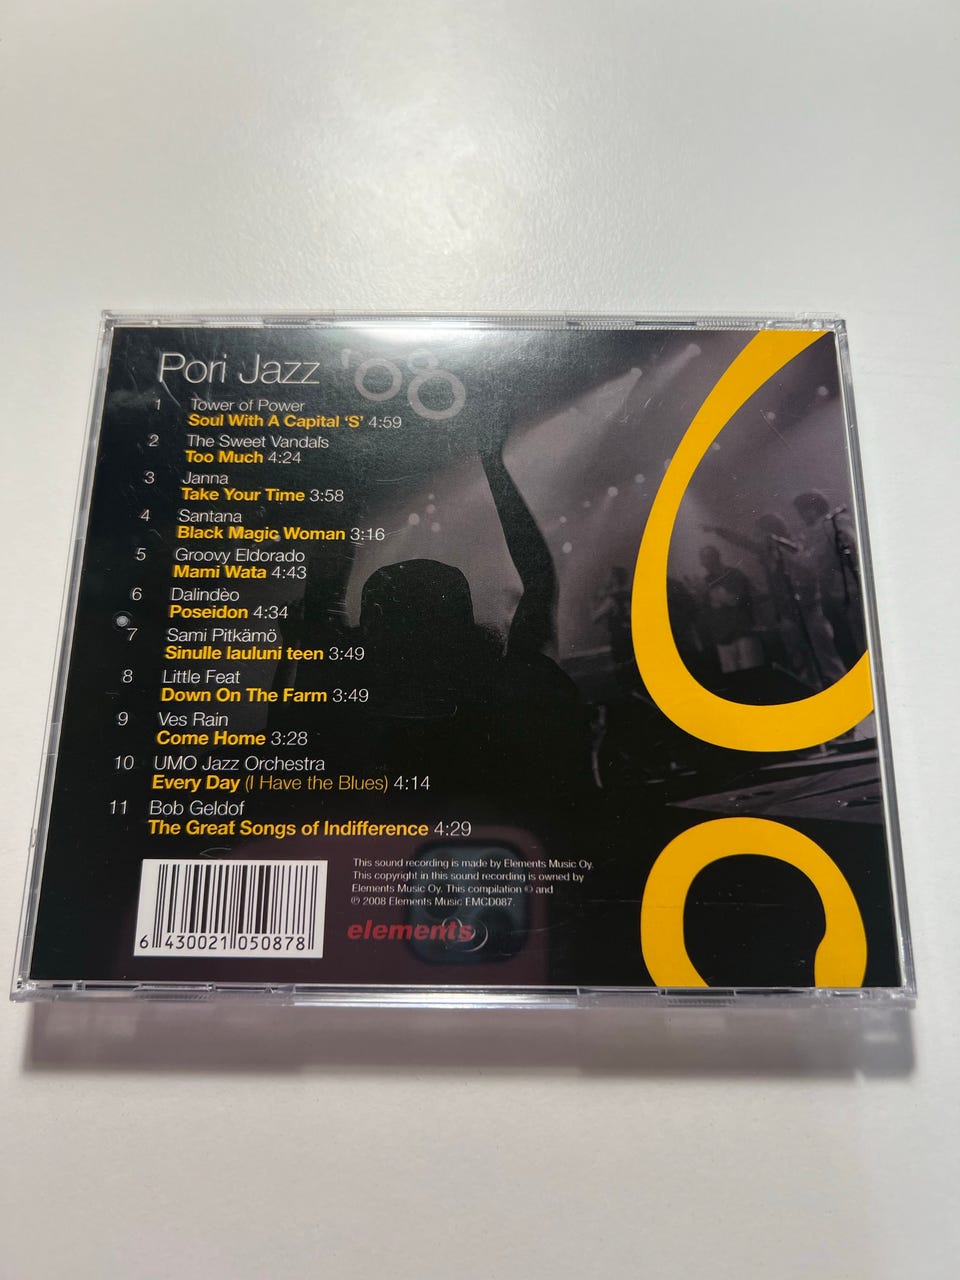 Pori Jazz '08
1 Tower of Power
Soul With A Capital ‘S’ 4:59
2 The Sweet Vandals
Too Much 4:24
3 Janna
Take Your Time 3:58
4 Santana
Black Magic Woman 3:16
5 Groovy Eldorado
Mami Wata 4:43
6 Dalindèo
Poseidon 4:34
7 Sami Pitkämö
Sinulle lauluni teen 3:49
8 Little Feat
Down On The Farm 3:49
9 Ves Rain
Come Home 3:28
10 UMO Jazz Orchestra
Every Day (I Have the Blues) 4:14
11 Bob Geldof
The Great Songs of Indifference 4:29
This sound recording is made by Elements Music Oy.
This copyright in this sound recording is owned by
Elements Music Oy. This compilation © and
℗ 2008 Elements Music EMCD087.
elements
6 430021 050878